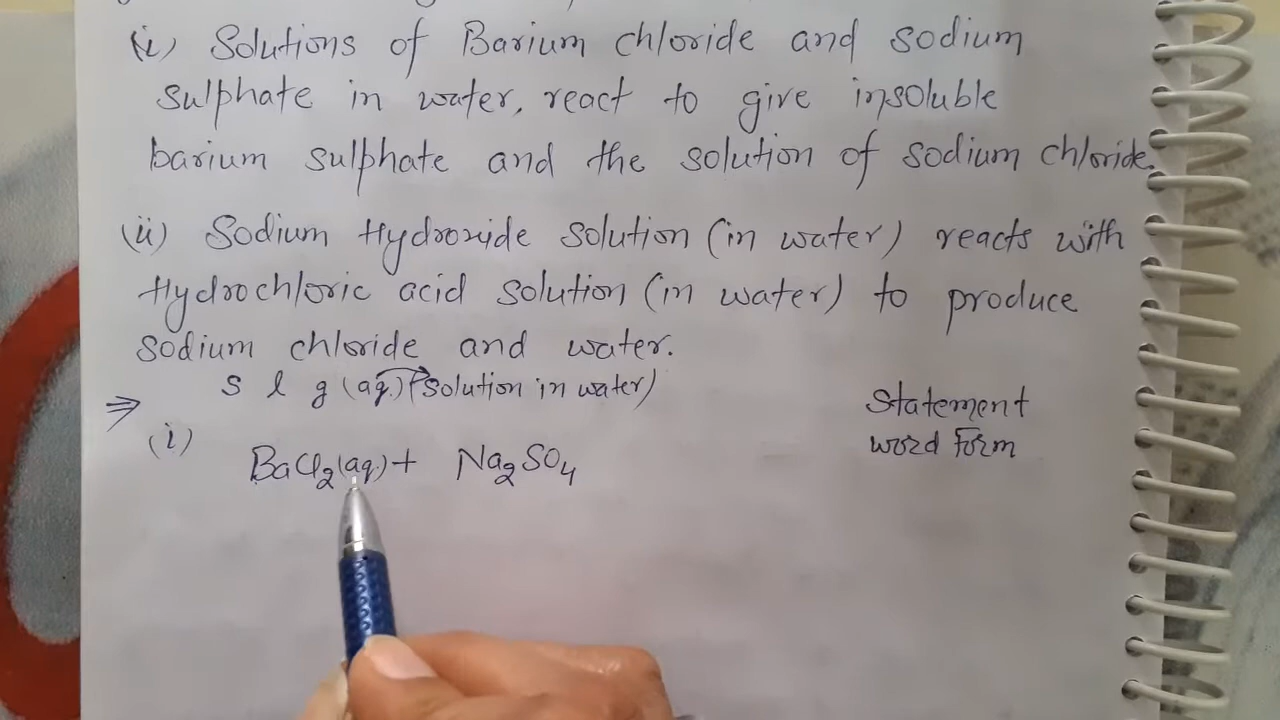 (i) Solutions of Barium chloride and sodium
sulphate in water, react to give insoluble
barium sulphate and the solution of sodium chloride.
(ii) Sodium Hydroxide solution (in water) reacts with
Hydrochloric acid solution (in water) to produce
sodium chloride and water.
s l g (aq.) (solution in water)
⇒
Statement
word form
(i)
BaCl₂(aq.) + Na₂SO₄